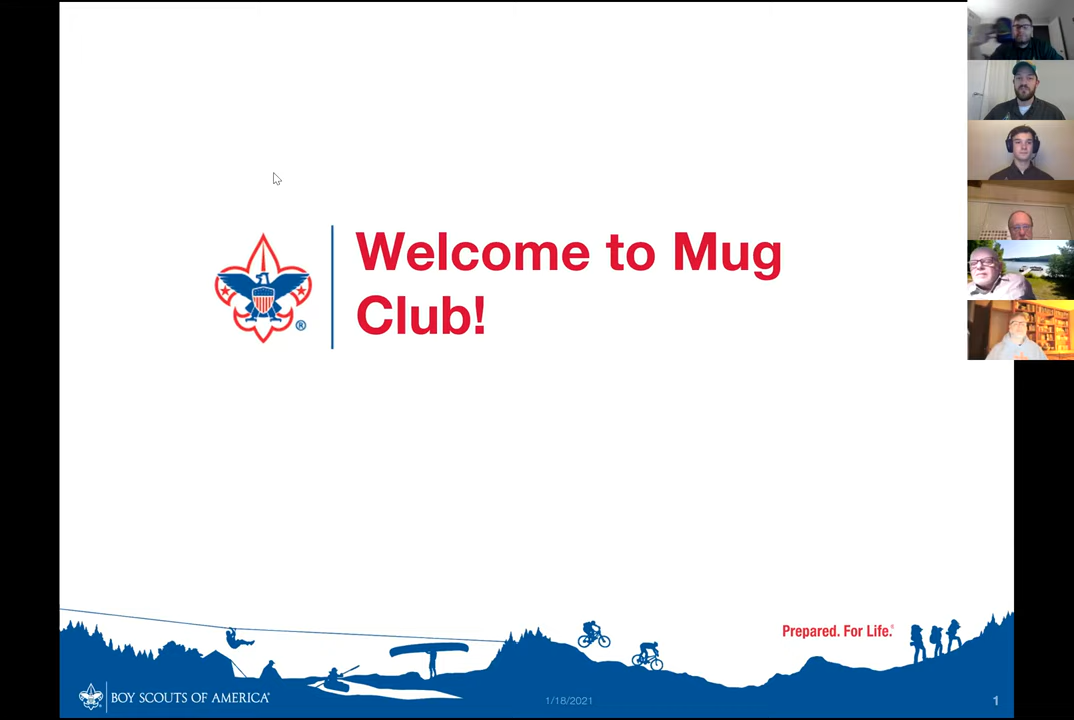 Welcome to Mug
Club!
®
Prepared. For Life.®
BOY SCOUTS OF AMERICA®
1/18/2021
1